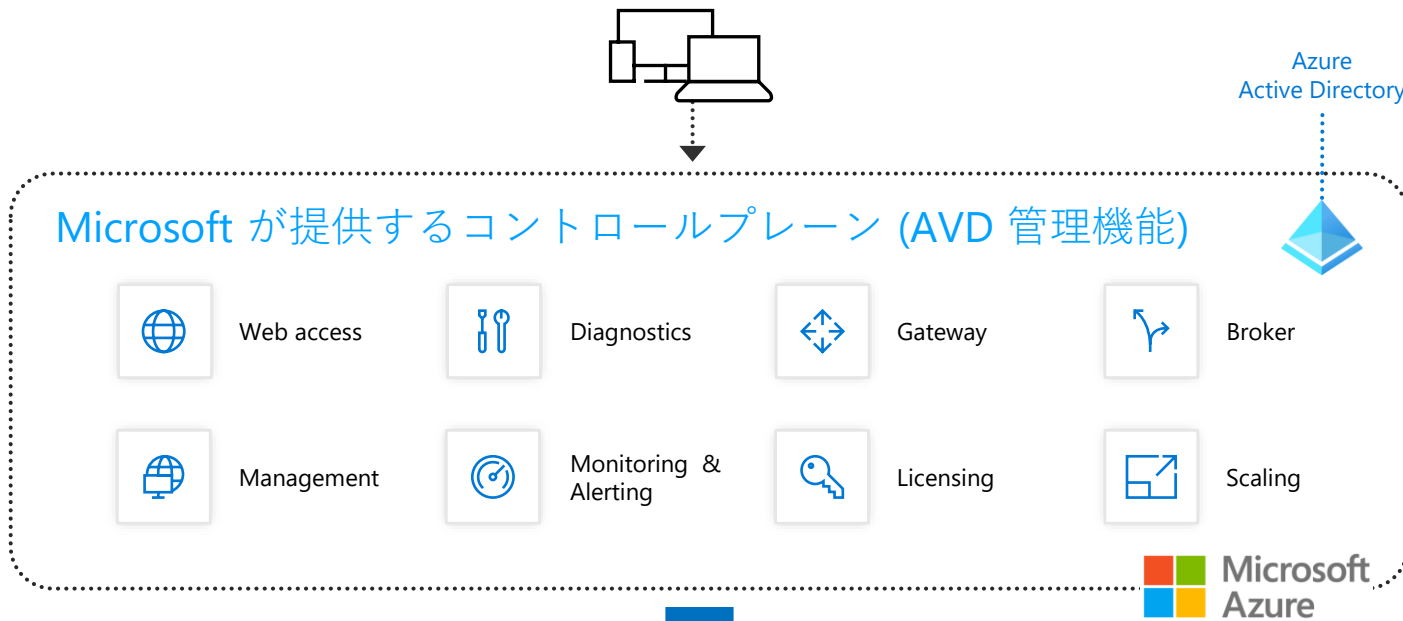 Azure
Active Directory
Microsoft が提供するコントロールプレーン (AVD 管理機能)
Web access
Diagnostics
Gateway
Broker
Management
Monitoring &
Alerting
Licensing
Scaling
Microsoft
Azure